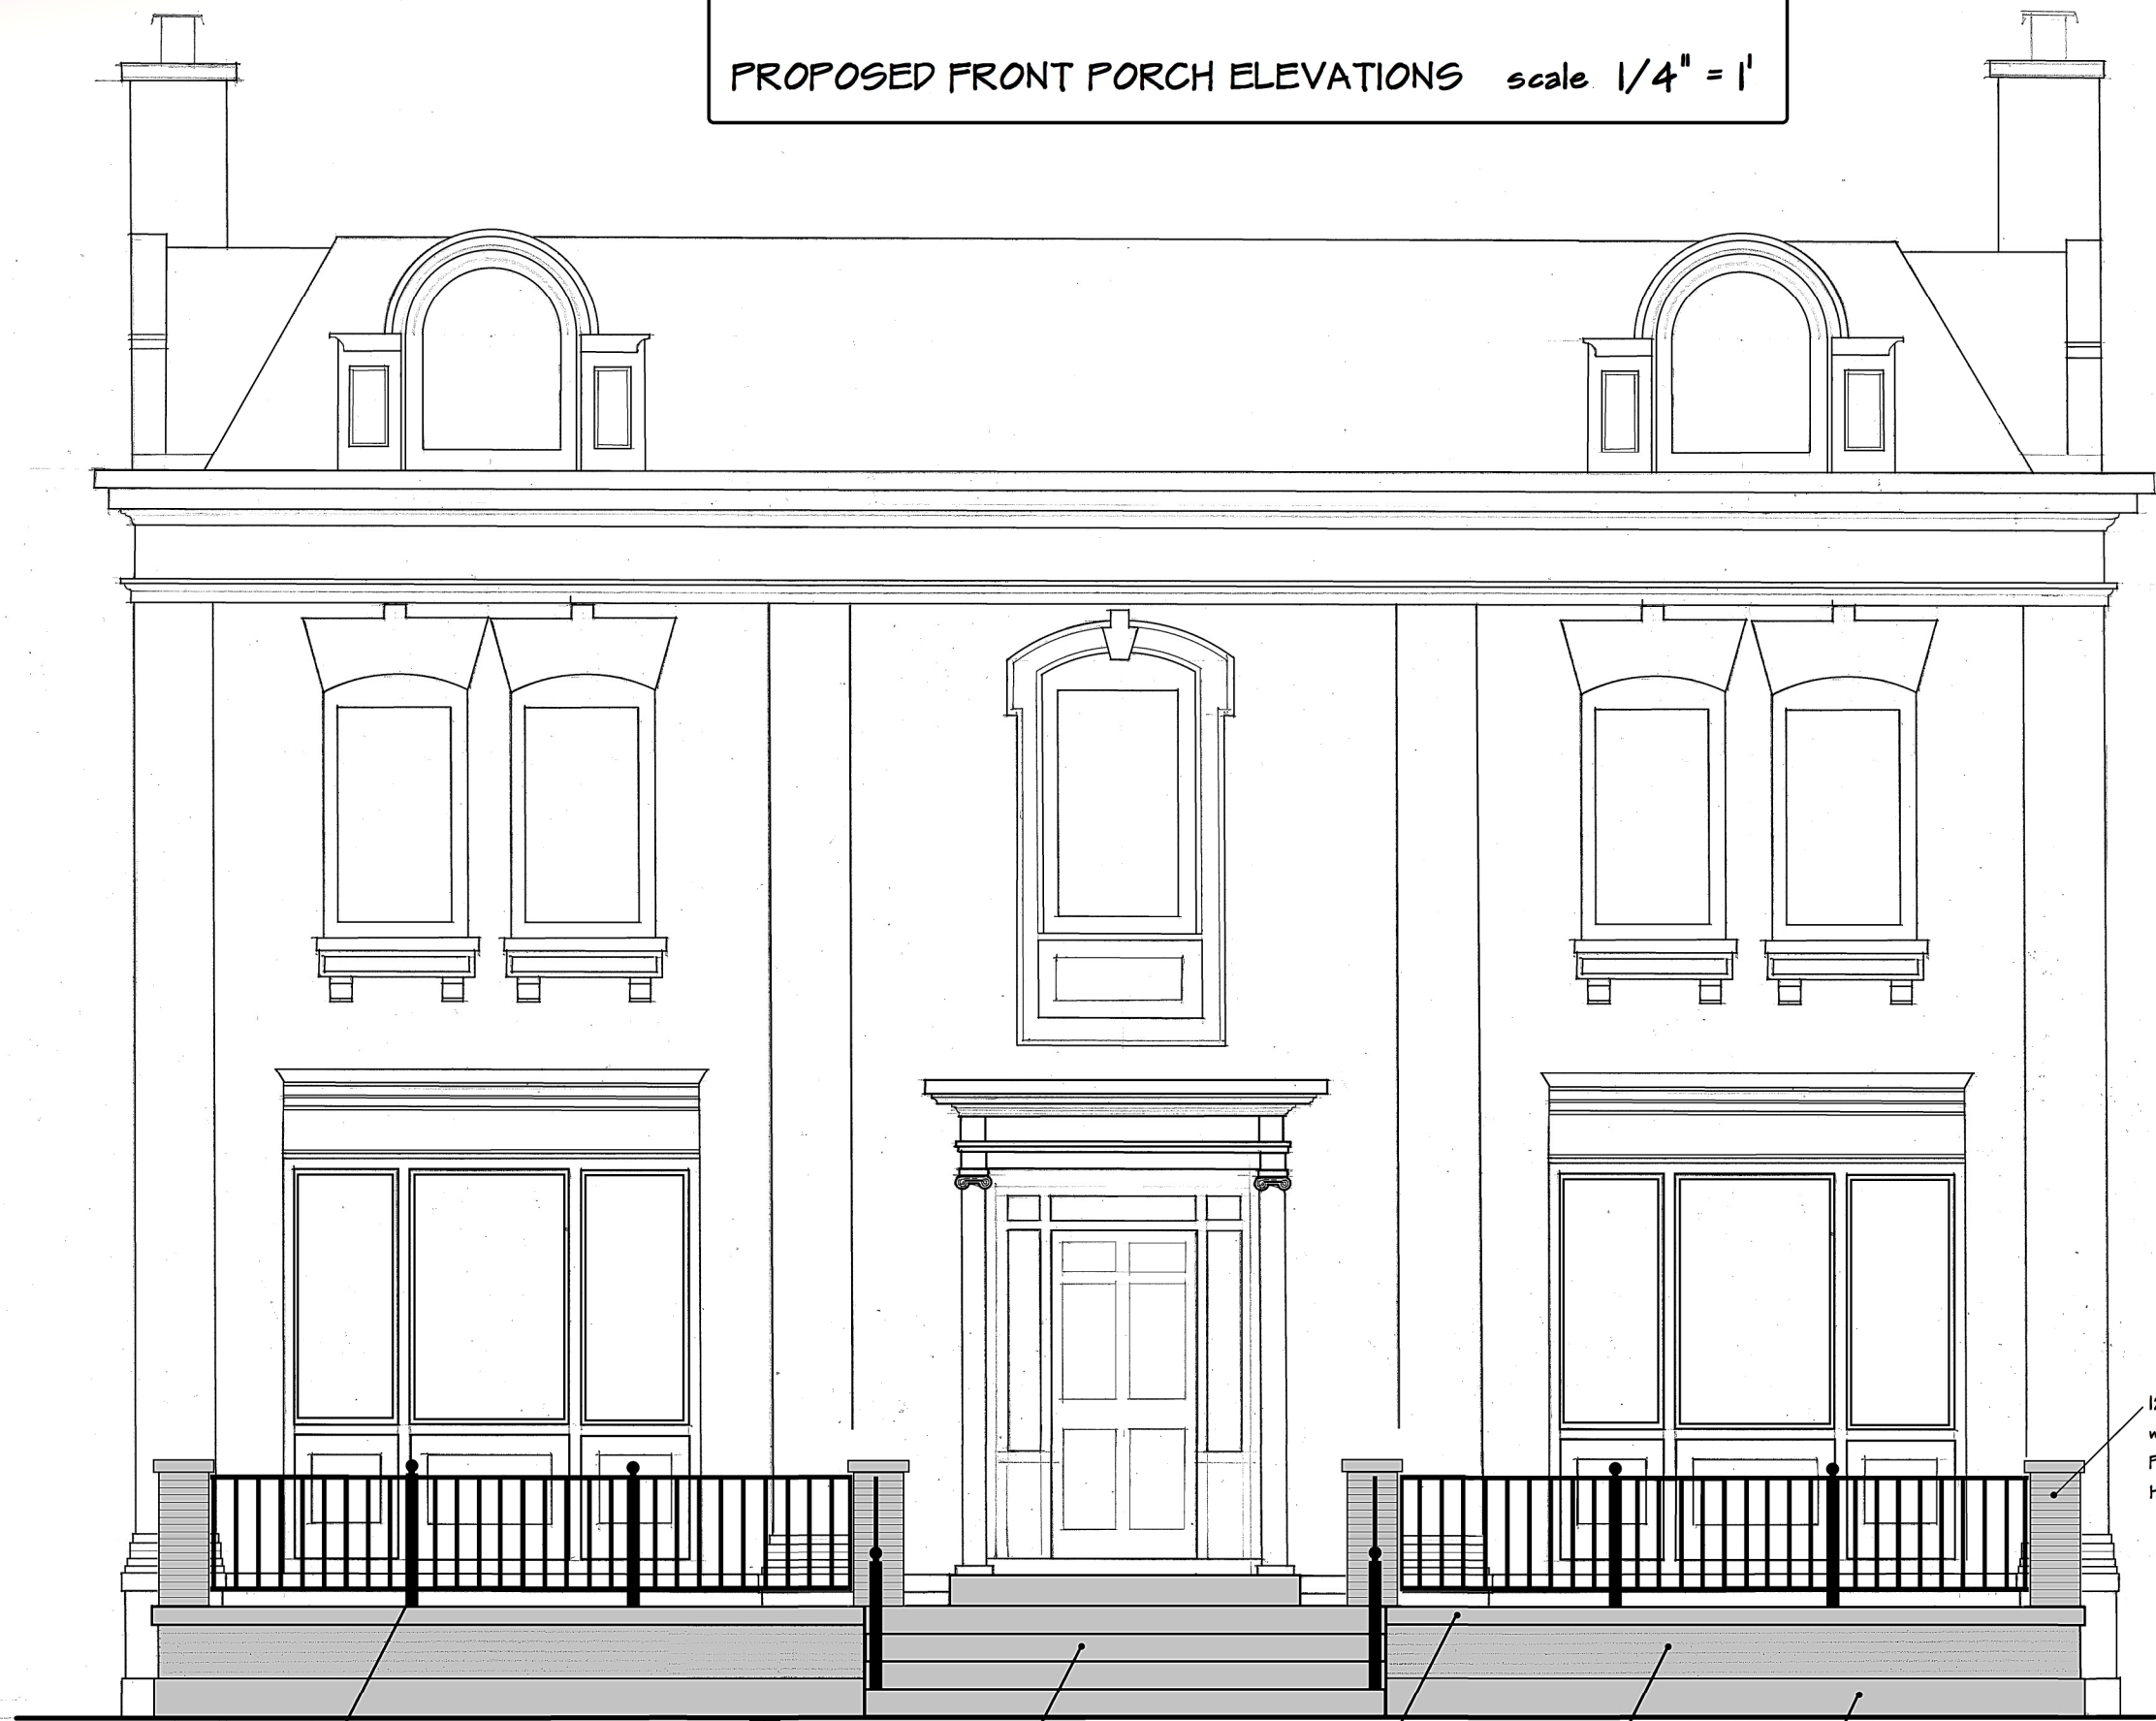 PROPOSED FRONT PORCH ELEVATIONS scale 1/4" = 1'